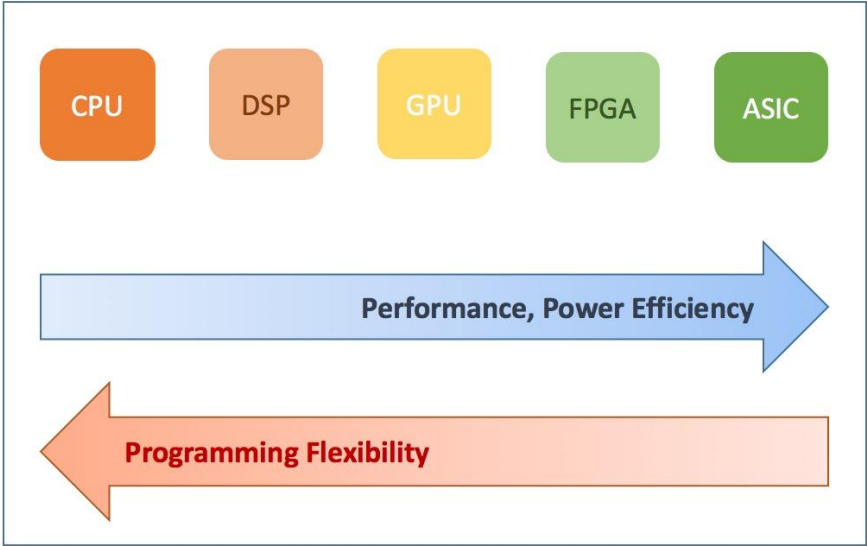 CPU
DSP
GPU
FPGA
ASIC
Performance, Power Efficiency
Programming Flexibility